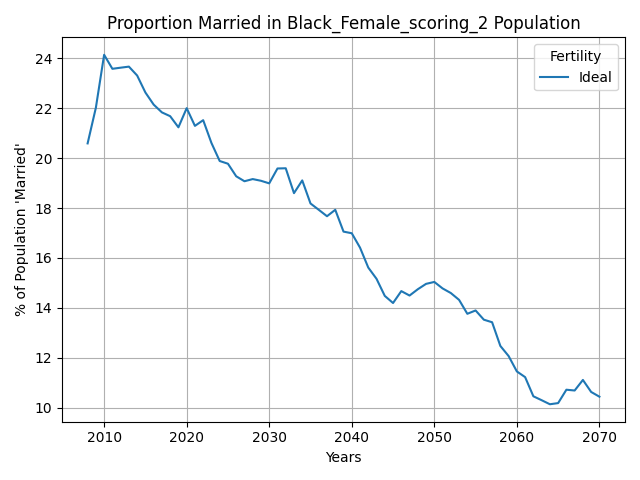 Proportion Married in Black_Female_scoring_2 Population
Fertility
Ideal
% of Population 'Married'
24
22
20
18
16
14
12
10
2010 2020 2030 2040 2050 2060 2070
Years